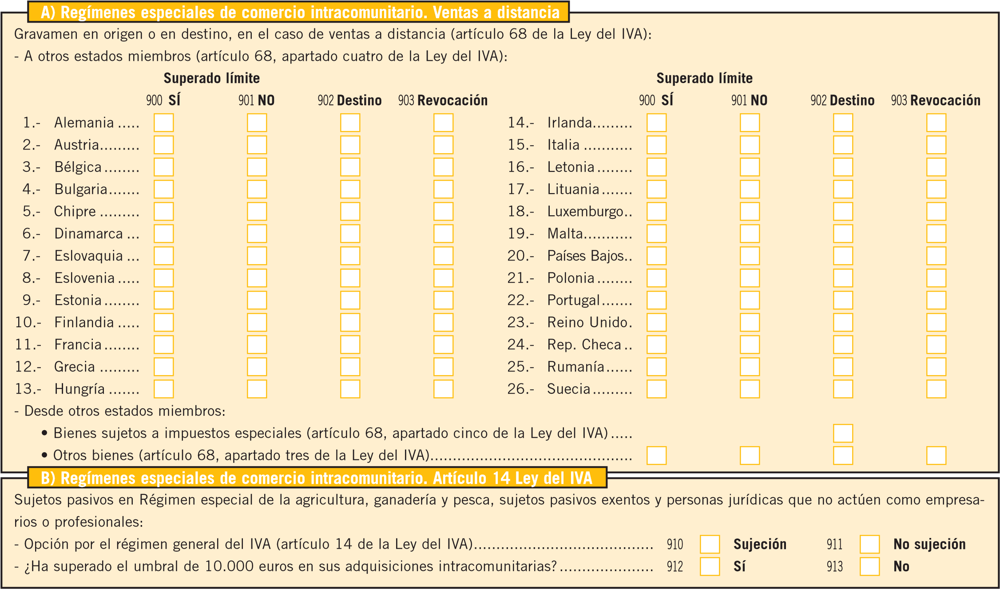 A) Regímenes especiales de comercio intracomunitario. Ventas a distancia
Gravamen en origen o en destino, en el caso de ventas a distancia (artículo 68 de la Ley del IVA):
- A otros estados miembros (artículo 68, apartado cuatro de la Ley del IVA):
Superado límite
900 SÍ 901 NO 902 Destino 903 Revocación
1.- Alemania .....
2.- Austria.........
3.- Bélgica ........
4.- Bulgaria.......
5.- Chipre .........
6.- Dinamarca ...
7.- Eslovaquia ...
8.- Eslovenia .....
9.- Estonia ........
10.- Finlandia .....
11.- Francia ........
12.- Grecia .........
13.- Hungría .......
Superado límite
900 SÍ 901 NO 902 Destino 903 Revocación
14.- Irlanda.........
15.- Italia ...........
16.- Letonia ........
17.- Lituania .......
18.- Luxemburgo..
19.- Malta...........
20.- Países Bajos..
21.- Polonia ........
22.- Portugal.......
23.- Reino Unido.
24.- Rep. Checa ..
25.- Rumanía......
26.- Suecia .........
- Desde otros estados miembros:
• Bienes sujetos a impuestos especiales (artículo 68, apartado cinco de la Ley del IVA) .....
• Otros bienes (artículo 68, apartado tres de la Ley del IVA).............................................
B) Regímenes especiales de comercio intracomunitario. Artículo 14 Ley del IVA
Sujetos pasivos en Régimen especial de la agricultura, ganadería y pesca, sujetos pasivos exentos y personas jurídicas que no actúen como empresa-
rios o profesionales:
- Opción por el régimen general del IVA (artículo 14 de la Ley del IVA)........................................ 910 Sujeción 911 No sujeción
- ¿Ha superado el umbral de 10.000 euros en sus adquisiciones intracomunitarias? ..................... 912 Sí 913 No